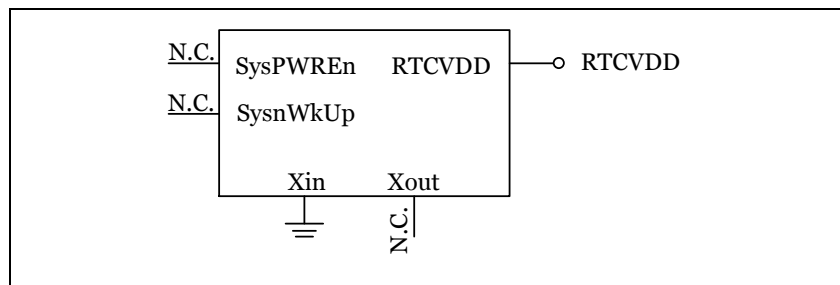 N.C.
SysPWREn RTCVDD RTCVDD
N.C.
SysnWkUp
Xin Xout
N.C.